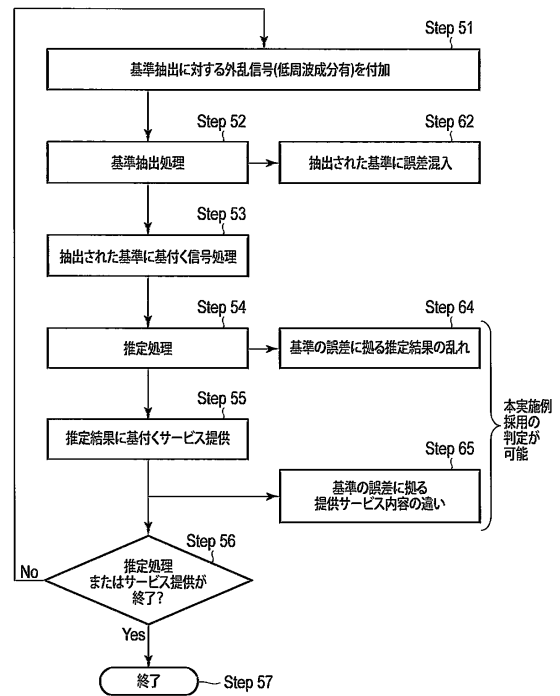 Step 51
基準抽出に対する外乱信号(低周波成分有)を付加
Step 52
基準抽出処理
Step 62
抽出された基準に誤差混入
Step 53
抽出された基準に基付く信号処理
Step 54
推定処理
Step 64
基準の誤差に拠る推定結果の乱れ
Step 55
推定結果に基付くサービス提供
Step 65
基準の誤差に拠る
提供サービス内容の違い
本実施例
採用の
判定が
可能
Step 56
推定処理
またはサービス提供が
終了?
No
Yes
終了
Step 57